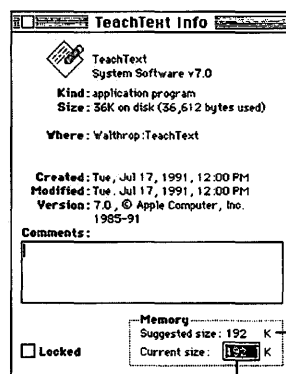 TeachText Info
TeachText
System Software v7.0
Kind: application program
Size: 36K on disk (36,612 bytes used)
Where: Walthrop:TeachText
Created: Tue, Jul 17, 1991, 12:00 PM
Modified: Tue, Jul 17, 1991, 12:00 PM
Version: 7.0, © Apple Computer, Inc.
1985-91
Comments:
Memory
Suggested size: 192 K
Locked
Current size: 192 K